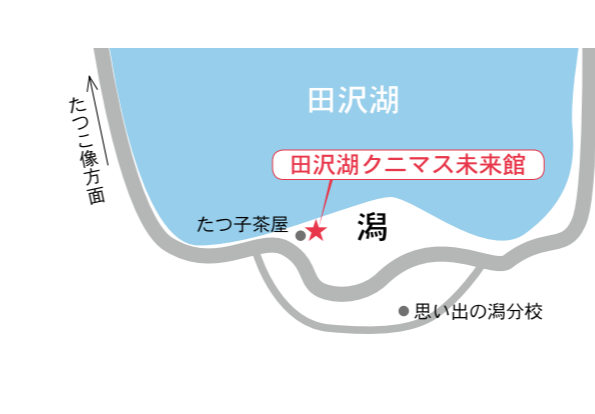 田沢湖
たつこ像方面
田沢湖クニマス未来館
たつ子茶屋
潟
思い出の潟分校